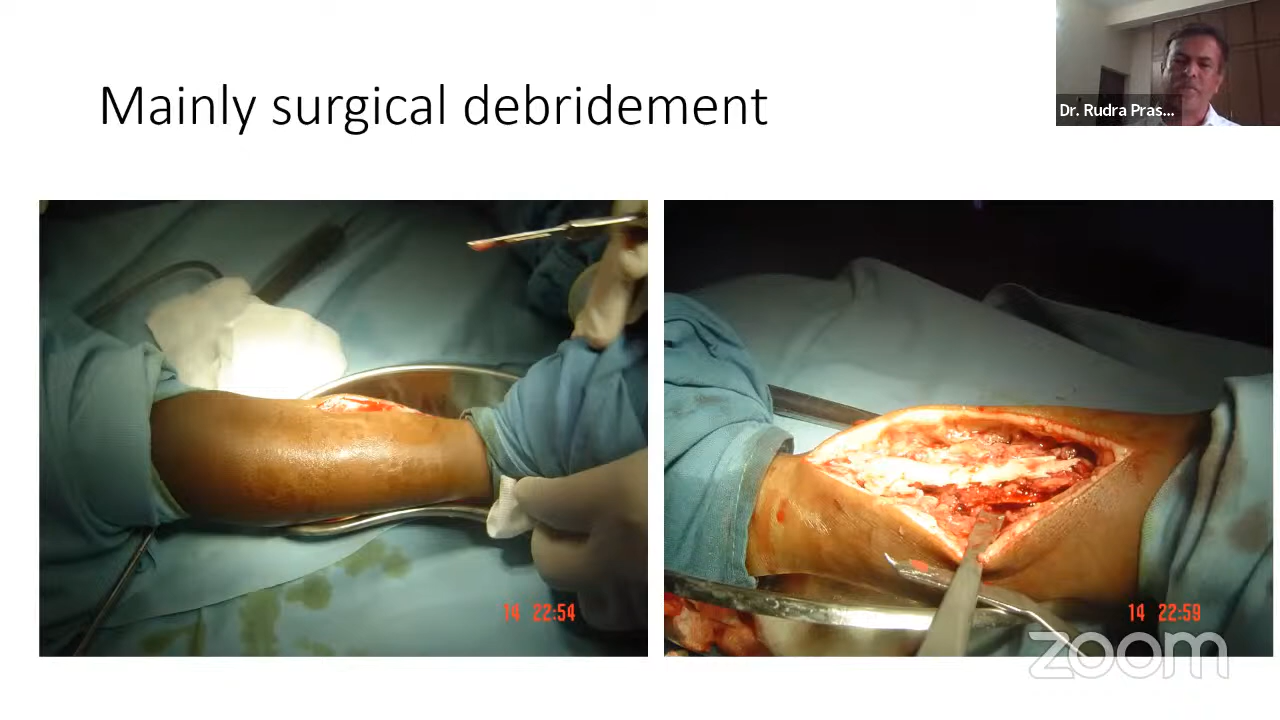 Mainly surgical debridement
Dr. Rudra Pras...
14 22:54
14 22:59
zoom